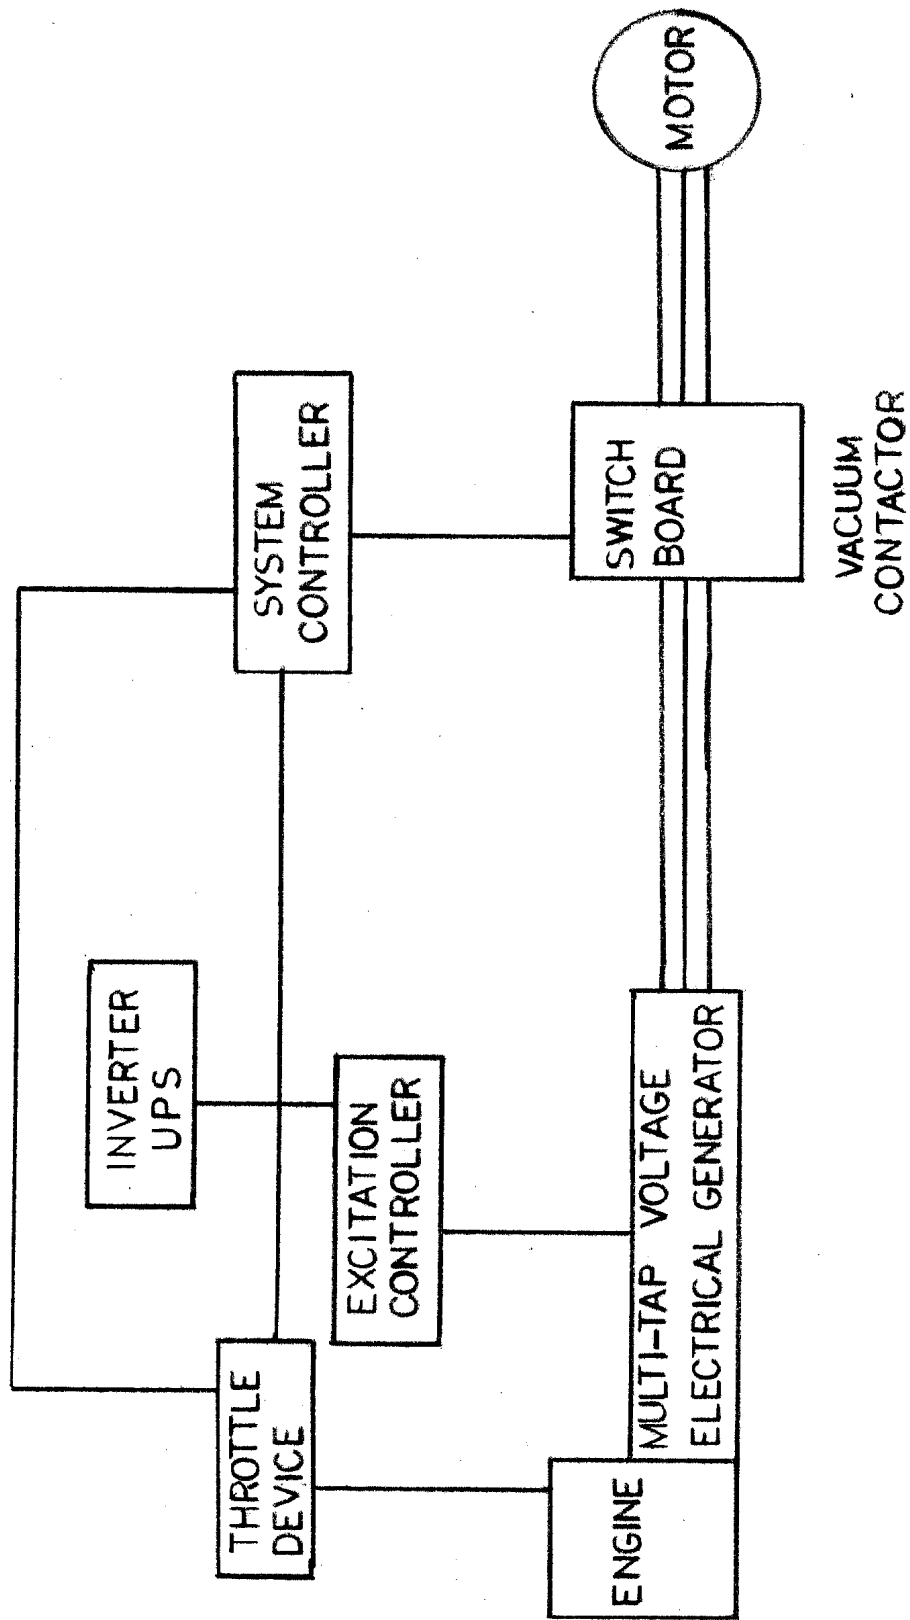 THROTTLE
DEVICE
INVERTER
UPS
SYSTEM
CONTROLLER
EXCITATION
CONTROLLER
ENGINE
MULTI-TAP VOLTAGE
ELECTRICAL GENERATOR
SWITCH
BOARD
VACUUM
CONTACTOR
MOTOR